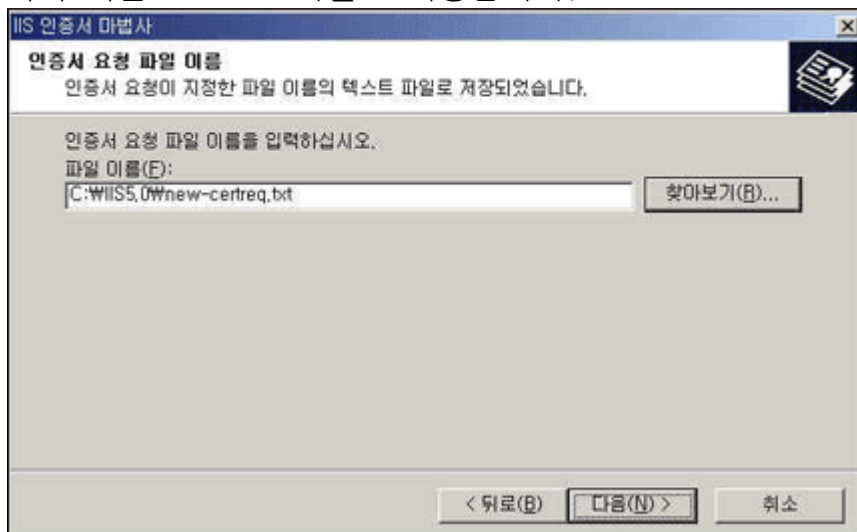 IIS 인증서 마법사
인증서 요청 파일 이름
인증서 요청이 지정한 파일 이름의 텍스트 파일로 저장되었습니다.
인증서 요청 파일 이름을 입력하십시오.
파일 이름(F):
C:₩IIS5.0₩new-certreq.txt
찾아보기(R)...
< 뒤로(B)
다음(N) >
취소